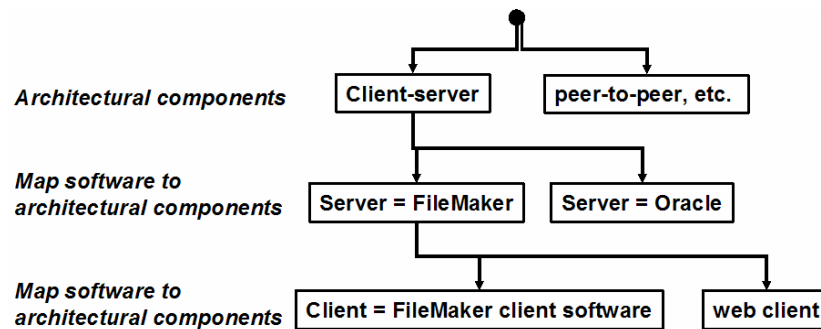 Architectural components
Client-server
peer-to-peer, etc.
Map software to
architectural components
Server = FileMaker
Server = Oracle
Map software to
architectural components
Client = FileMaker client software
web client